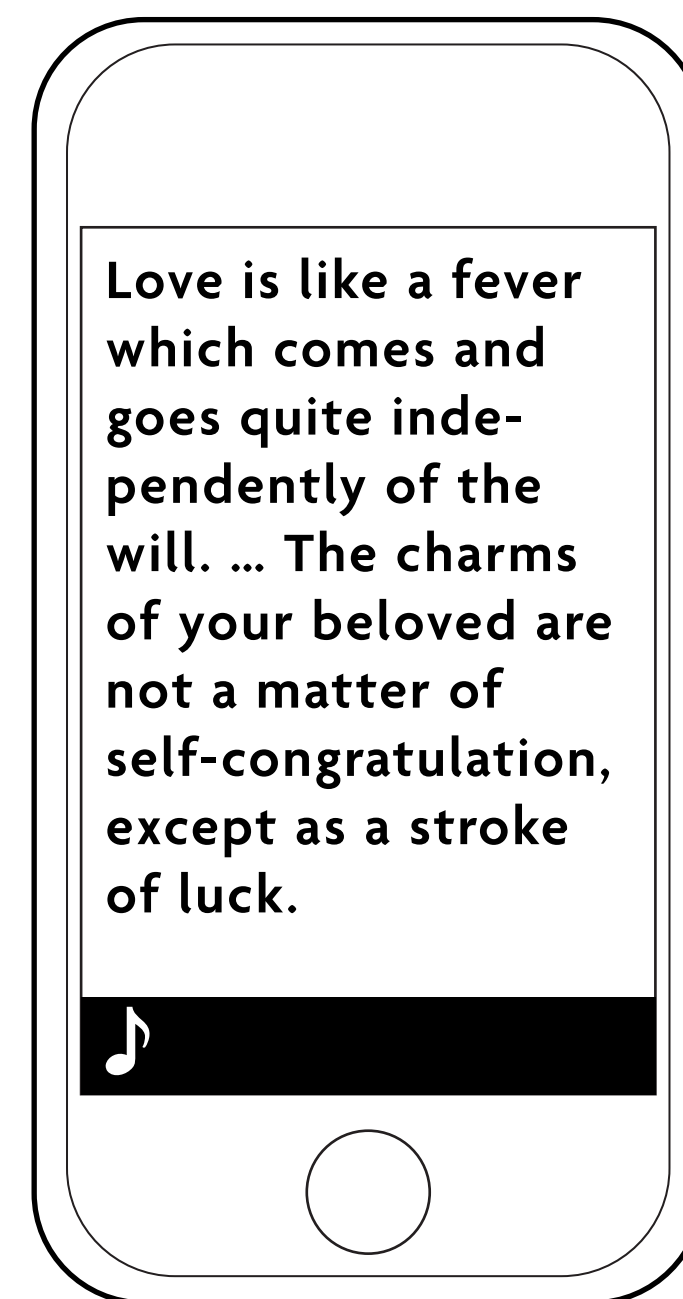 Love is like a fever
which comes and
goes quite inde-
pendently of the
will. ... The charms
of your beloved are
not a matter of
self-congratulation,
except as a stroke
of luck.